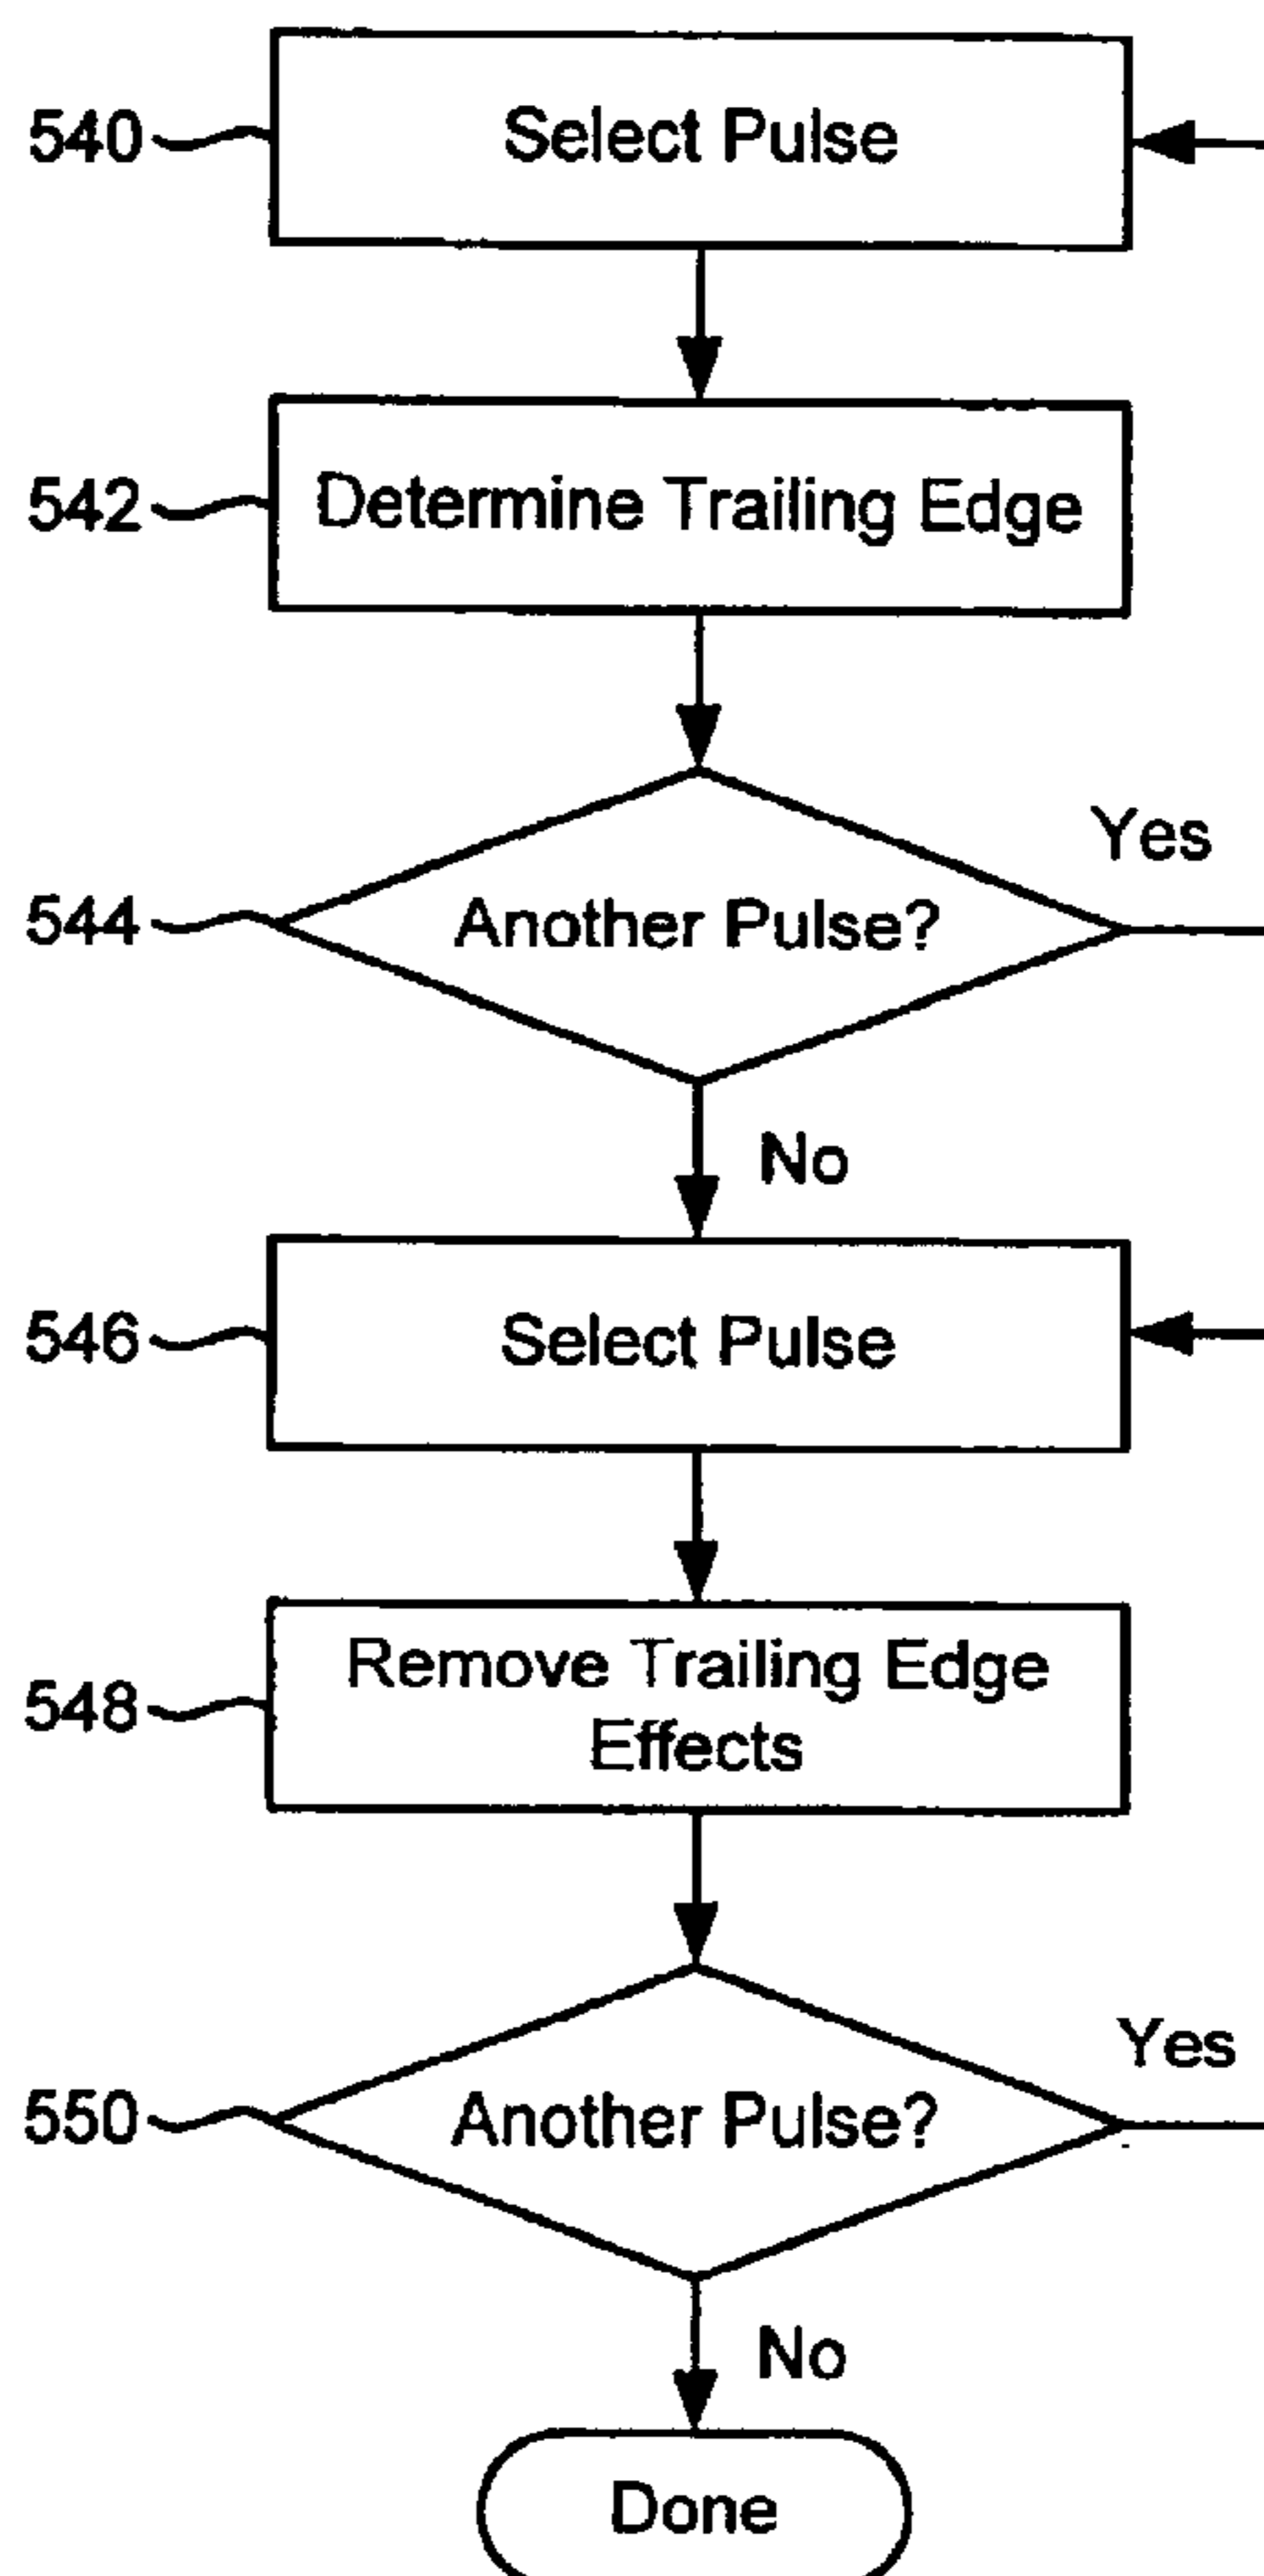 540
Select Pulse
542
Determine Trailing Edge
Yes
544
Another Pulse?
No
546
Select Pulse
548
Remove Trailing Edge
Effects
Yes
550
Another Pulse?
No
Done